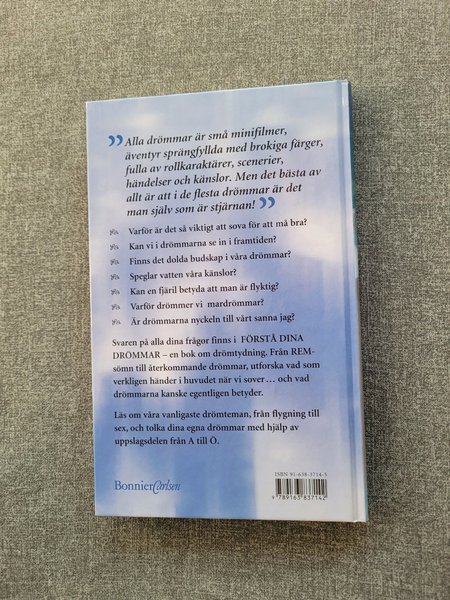 ”Alla drömmar är små minifilmer,
äventyr sprängfyllda med brokiga färger,
fulla av rollkaraktärer, scenerier,
händelser och känslor. Men det bästa av
allt är att i de flesta drömmar är det
man själv som är stjärnan!”
Varför är det så viktigt att sova för att må bra?
Kan vi i drömmarna se in i framtiden?
Finns det dolda budskap i våra drömmar?
Speglar vatten våra känslor?
Kan en fjäril betyda att man är flyktig?
Varför drömmer vi mardrömmar?
Är drömmarna nyckeln till vårt sanna jag?
Svaren på alla dina frågor finns i FÖRSTÅ DINA
DRÖMMAR – en bok om drömtydning. Från REM-
sömn till återkommande drömmar, utforska vad som
verkligen händer i huvudet när vi sover… och vad
drömmarna kanske egentligen betyder.
Läs om våra vanligaste drömteman, från flygning till
sex, och tolka dina egna drömmar med hjälp av
uppslagsdelen från A till Ö.
ISBN 91-638-3714-5
BonnierCarlsen
9 789163 837142